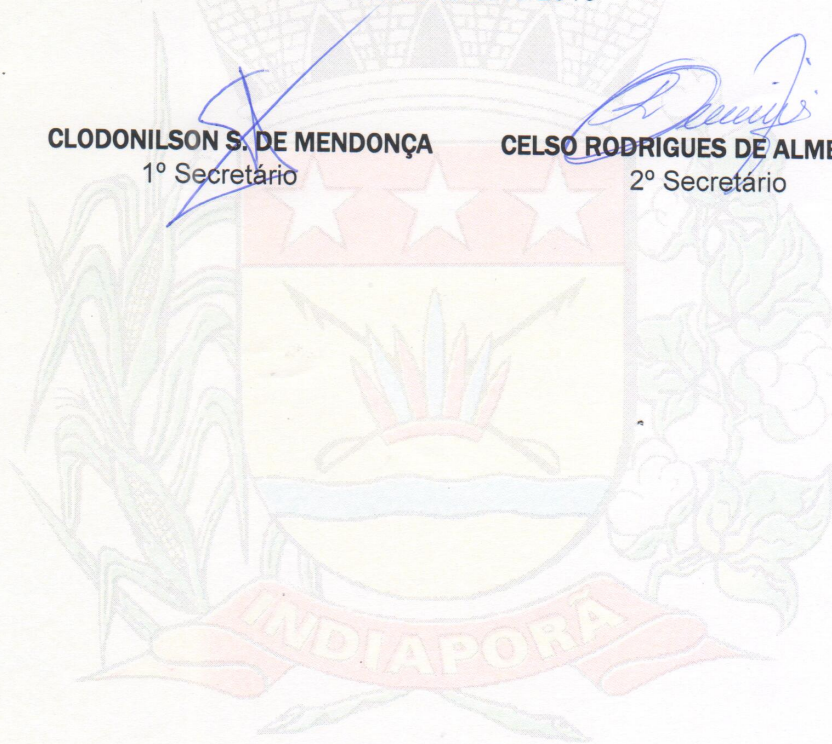 CLODONILSON S. DE MENDONÇA
1º Secretário
CELSO RODRIGUES DE ALME
2º Secretário
INDIAPORÃ